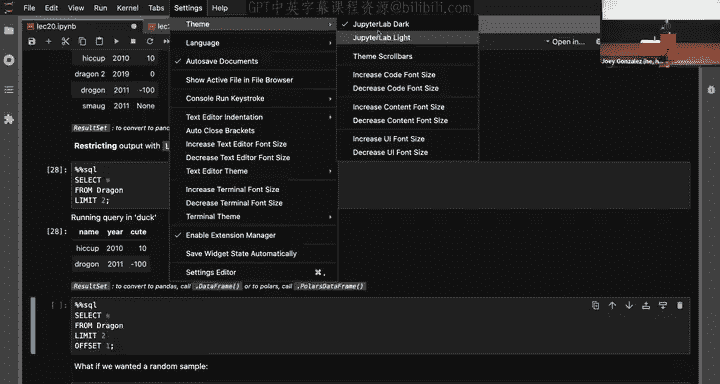 GPT中英字幕课程资源@bilibili.com
File Edit View Run Kernel Tabs Settings Help
lec20.ipynb
Open in...
Theme
Language
Autosave Documents
Show Active File in File Browser
Console Run Keystroke
Text Editor Indentation
Auto Close Brackets
Increase Text Editor Font Size
Decrease Text Editor Font Size
Text Editor Theme
Increase Terminal Font Size
Decrease Terminal Font Size
Terminal Theme
Enable Extension Manager
Save Widget State Automatically
Settings Editor ⌘ ,
JupyterLab Dark
JupyterLab Light
Theme Scrollbars
Increase Code Font Size
Decrease Code Font Size
Increase Content Font Size
Decrease Content Font Size
Increase UI Font Size
Decrease UI Font Size
Joey Gonzalez (he, h...
hiccup 2010 10
dragon 2 2019 0
drogon 2011 -100
smaug 2011 None
ResultSet : to convert to pand
Restricting output with
[28]: %%sql
SELECT *
FROM Dragon
LIMIT 2;
Running query in 'duck'
[28]: name year cute
hiccup 2010 10
drogon 2011 -100
ResultSet : to convert to pandas, call .DataFrame() or to polars, call .PolarsDataFrame()
[ ]: %%sql
SELECT *
FROM Dragon
LIMIT 2
OFFSET 1;
What if we wanted a random sample: